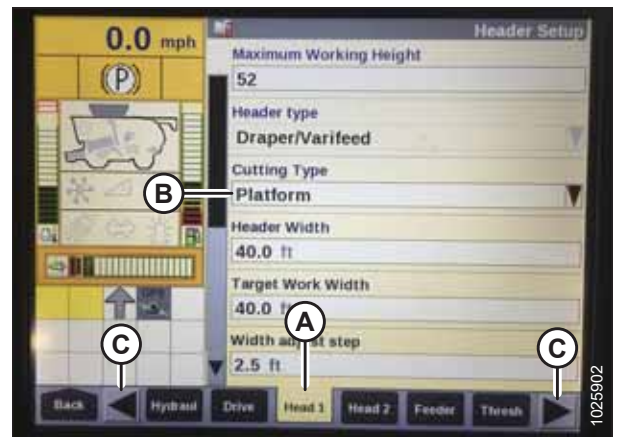 0.0 mph
Header Setup
Maximum Working Height
52
(P)
Header type
Draper/Varifeed
Cutting Type
B
Platform
Header Width
40.0 ft
Target Work Width
40.0 ft
A
Width adjust step
C
C
2.5 ft
Back
Hydraul
Drive
Head 1
Head 2
Feeder
Thresh
1025902